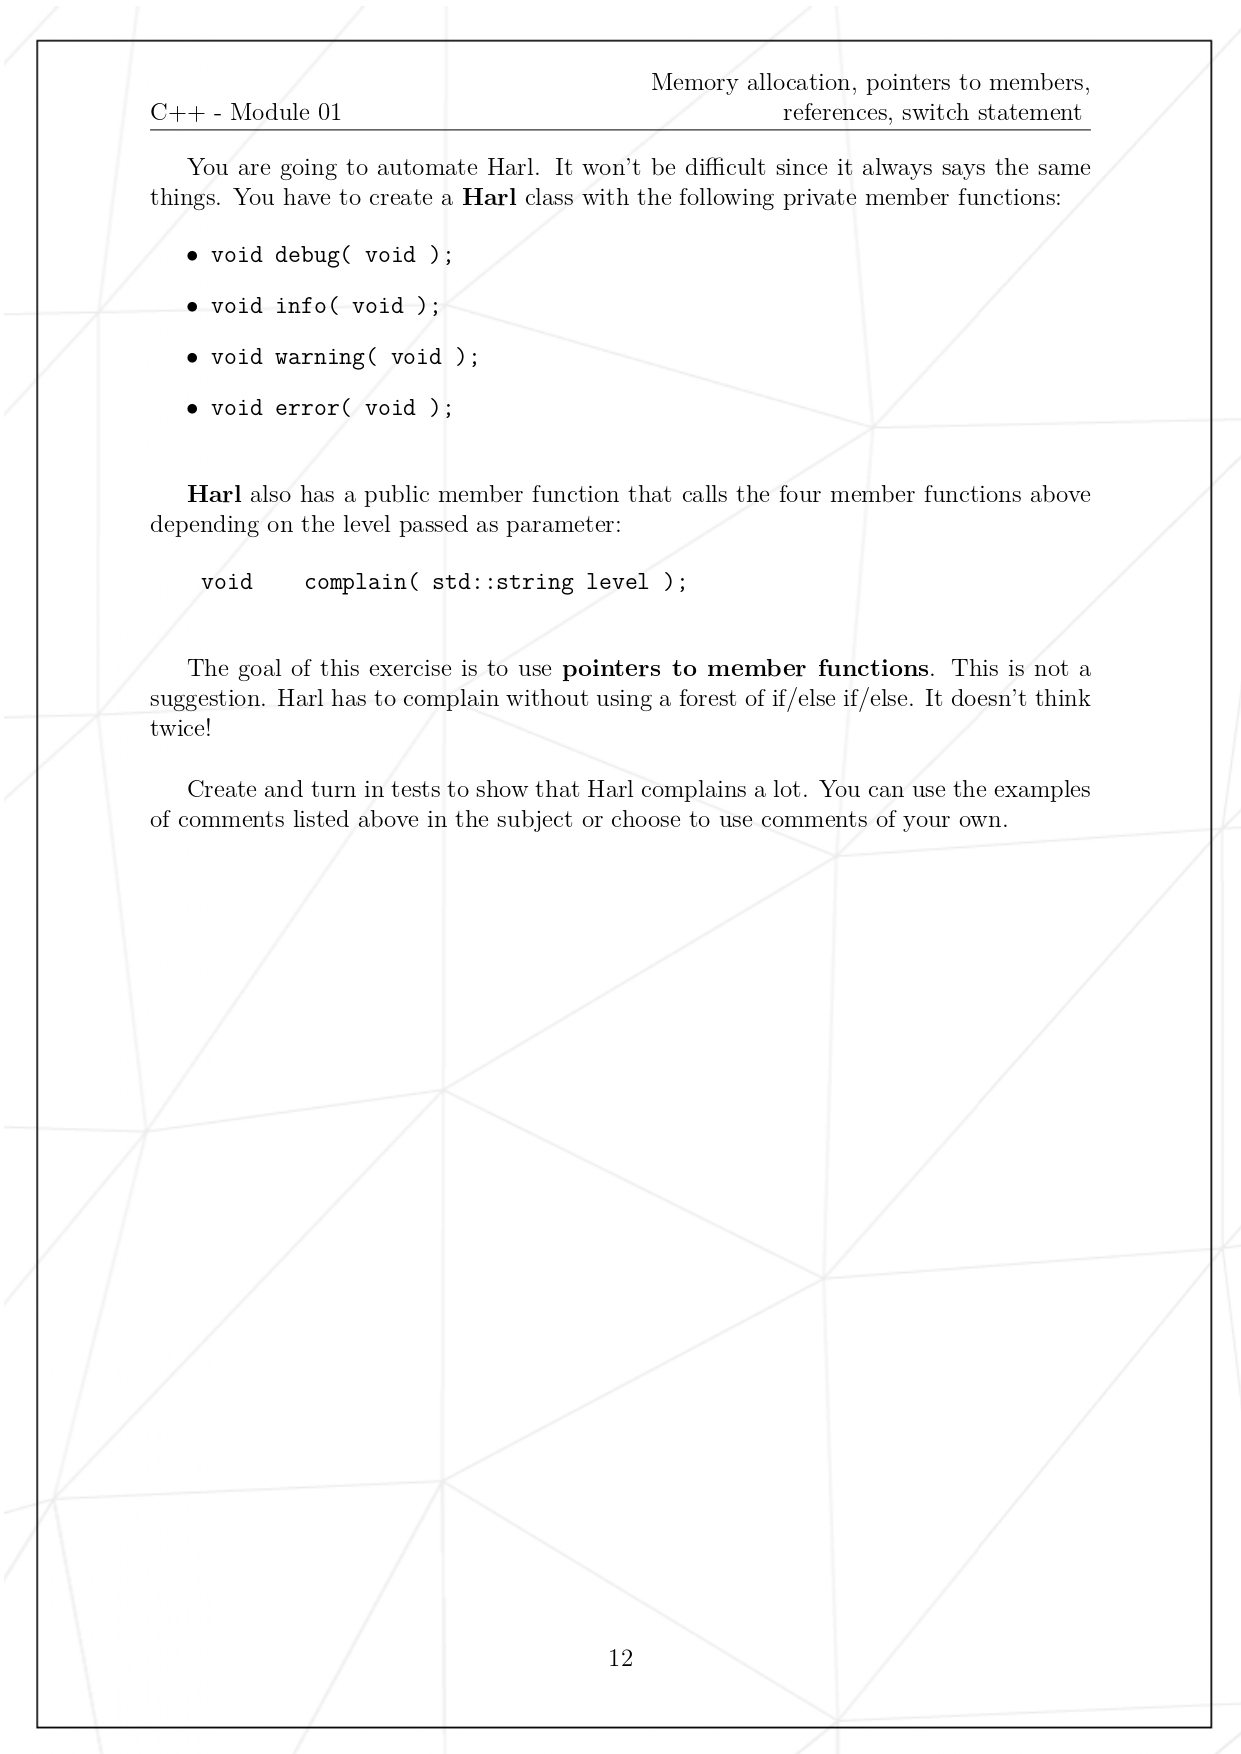 Memory allocation, pointers to members,
C++ - Module 01 references, switch statement
You are going to automate Harl. It won't be difficult since it always says the same
things. You have to create a Harl class with the following private member functions:
• void debug( void );
• void info( void );
• void warning( void );
• void error( void );
Harl also has a public member function that calls the four member functions above
depending on the level passed as parameter:
void    complain( std::string level );
The goal of this exercise is to use pointers to member functions. This is not a
suggestion. Harl has to complain without using a forest of if/else if/else. It doesn't think
twice!
Create and turn in tests to show that Harl complains a lot. You can use the examples
of comments listed above in the subject or choose to use comments of your own.
12